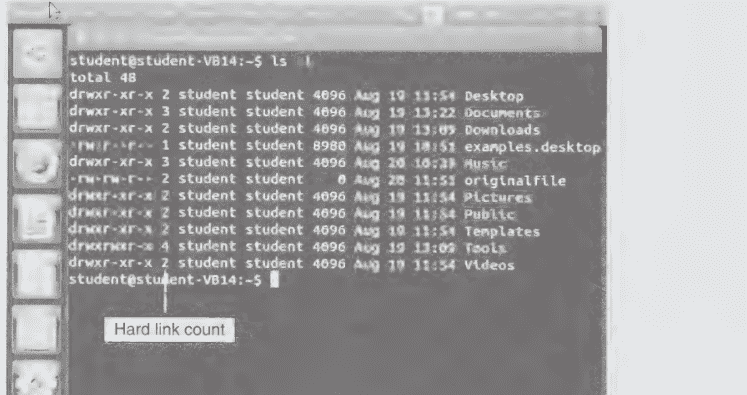 student@student-VB14:~$ ls
total 48
drwxr-xr-x 2 student student 4096 Aug 19 11:54 Desktop
drwxr-xr-x 3 student student 4096 Aug 19 13:22 Documents
drwxr-xr-x 2 student student 4096 Aug 19 13:09 Downloads
-rw-r--r-- 1 student student 8980 Aug 19 10:51 examples.desktop
drwxr-xr-x 3 student student 4096 Aug 20 Music
-rw-rw-r-- 2 student student 0 Aug 20 11:51 originalfile
drwxr-xr-x 2 student student 4096 Aug 19 11:54 Pictures
drwxr-xr-x 2 student student 4096 Aug 19 11:54 Public
drwxr-xr-x 2 student student 4096 Aug 19 11:54 Templates
drwxrwxr-x 4 student student 4096 Aug 19 13:09 Tools
drwxr-xr-x 2 student student 4096 Aug 19 11:54 Videos
student@student-VB14:~$
Hard link count